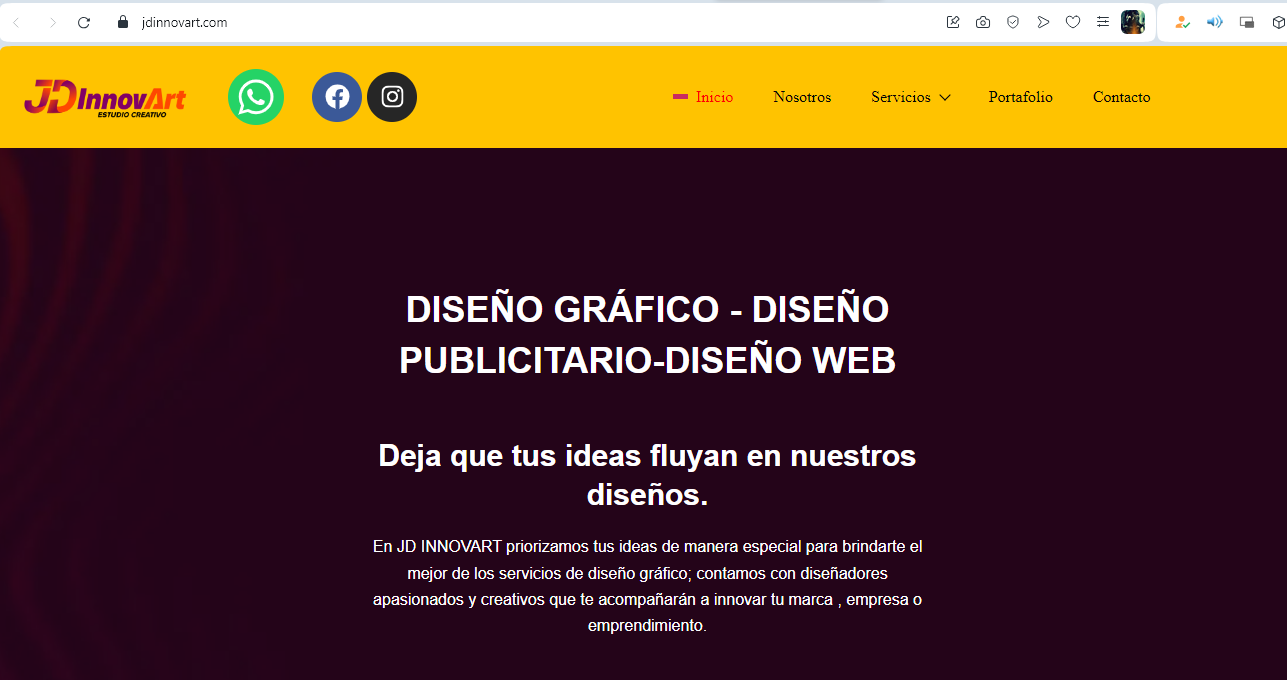 jdinnovart.com
JD InnovArt
ESTUDIO CREATIVO
Inicio Nosotros Servicios Portafolio Contacto
DISEÑO GRÁFICO - DISEÑO
PUBLICITARIO-DISEÑO WEB
Deja que tus ideas fluyan en nuestros
diseños.
En JD INNOVART priorizamos tus ideas de manera especial para brindarte el
mejor de los servicios de diseño gráfico; contamos con diseñadores
apasionados y creativos que te acompañarán a innovar tu marca , empresa o
emprendimiento.